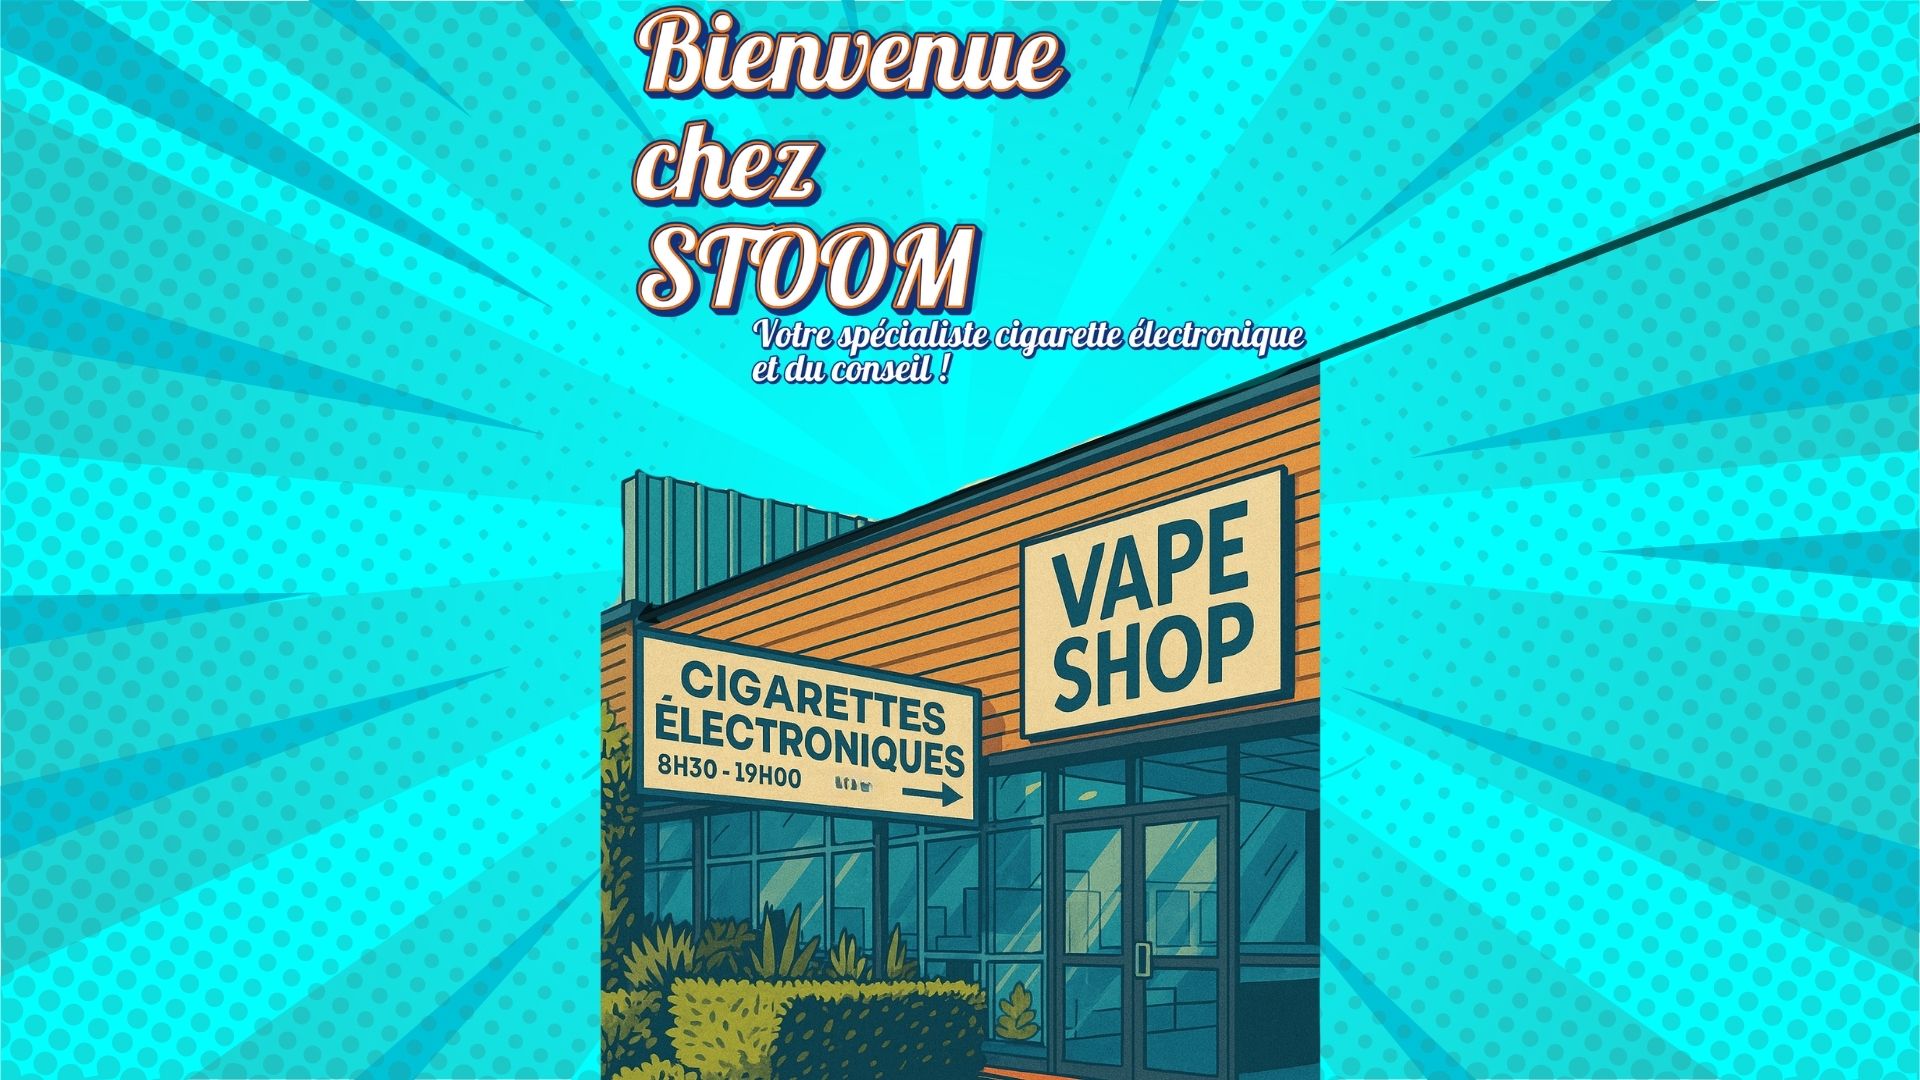 Bienvenue
chez
STOOM
Votre spécialiste cigarette électronique
et du conseil !
VAPE
SHOP
CIGARETTES
ÉLECTRONIQUES
8H30 - 19H00